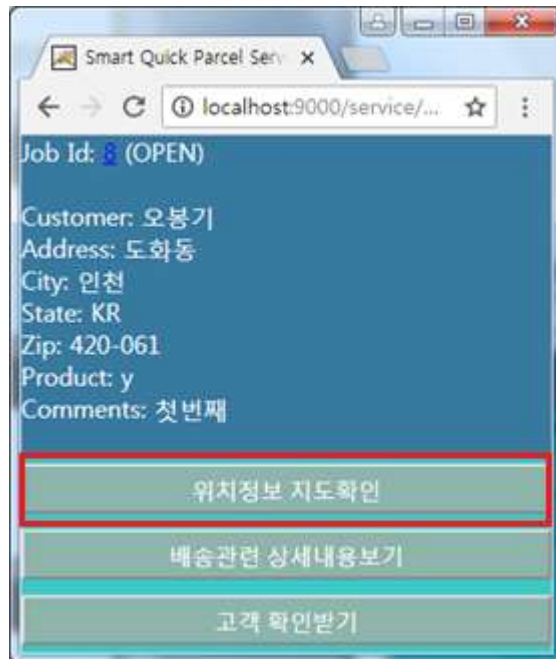 Smart Quick Parcel Serv
localhost:9000/service/...
Job Id: 8 (OPEN)
Customer: 오봉기
Address: 도화동
City: 인천
State: KR
Zip: 420-061
Product: y
Comments: 첫번째
위치정보 지도확인
배송관련 상세내용보기
고객 확인받기